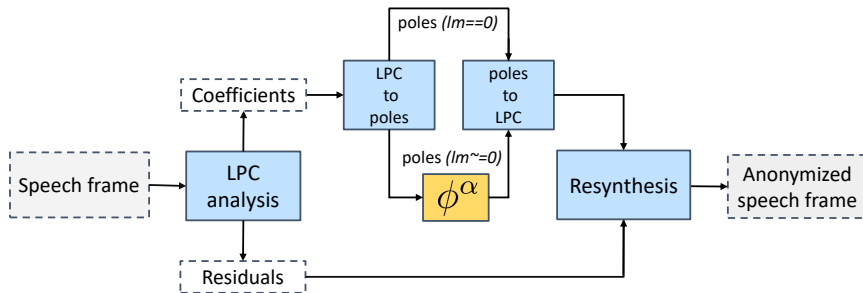 poles (Im==0)
LPC
to
poles
poles
to
LPC
Coefficients
poles (Im~=0)
Speech frame
LPC
analysis
ϕ^α
Resynthesis
Anonymized
speech frame
Residuals